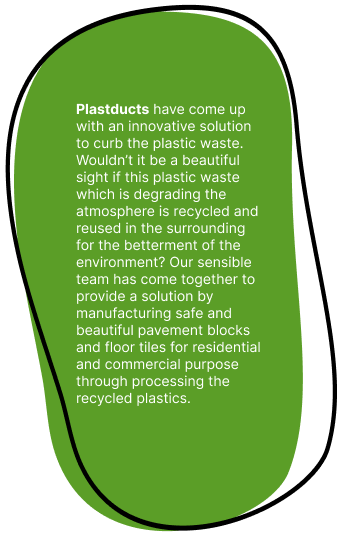 Plastducts have come up
with an innovative solution
to curb the plastic waste.
Wouldn't it be a beautiful
sight if this plastic waste
which is degrading the
atmosphere is recycled and
reused in the surrounding
for the betterment of the
environment? Our sensible
team has come together to
provide a solution by
manufacturing safe and
beautiful pavement blocks
and floor tiles for residential
and commercial purpose
through processing the
recycled plastics.